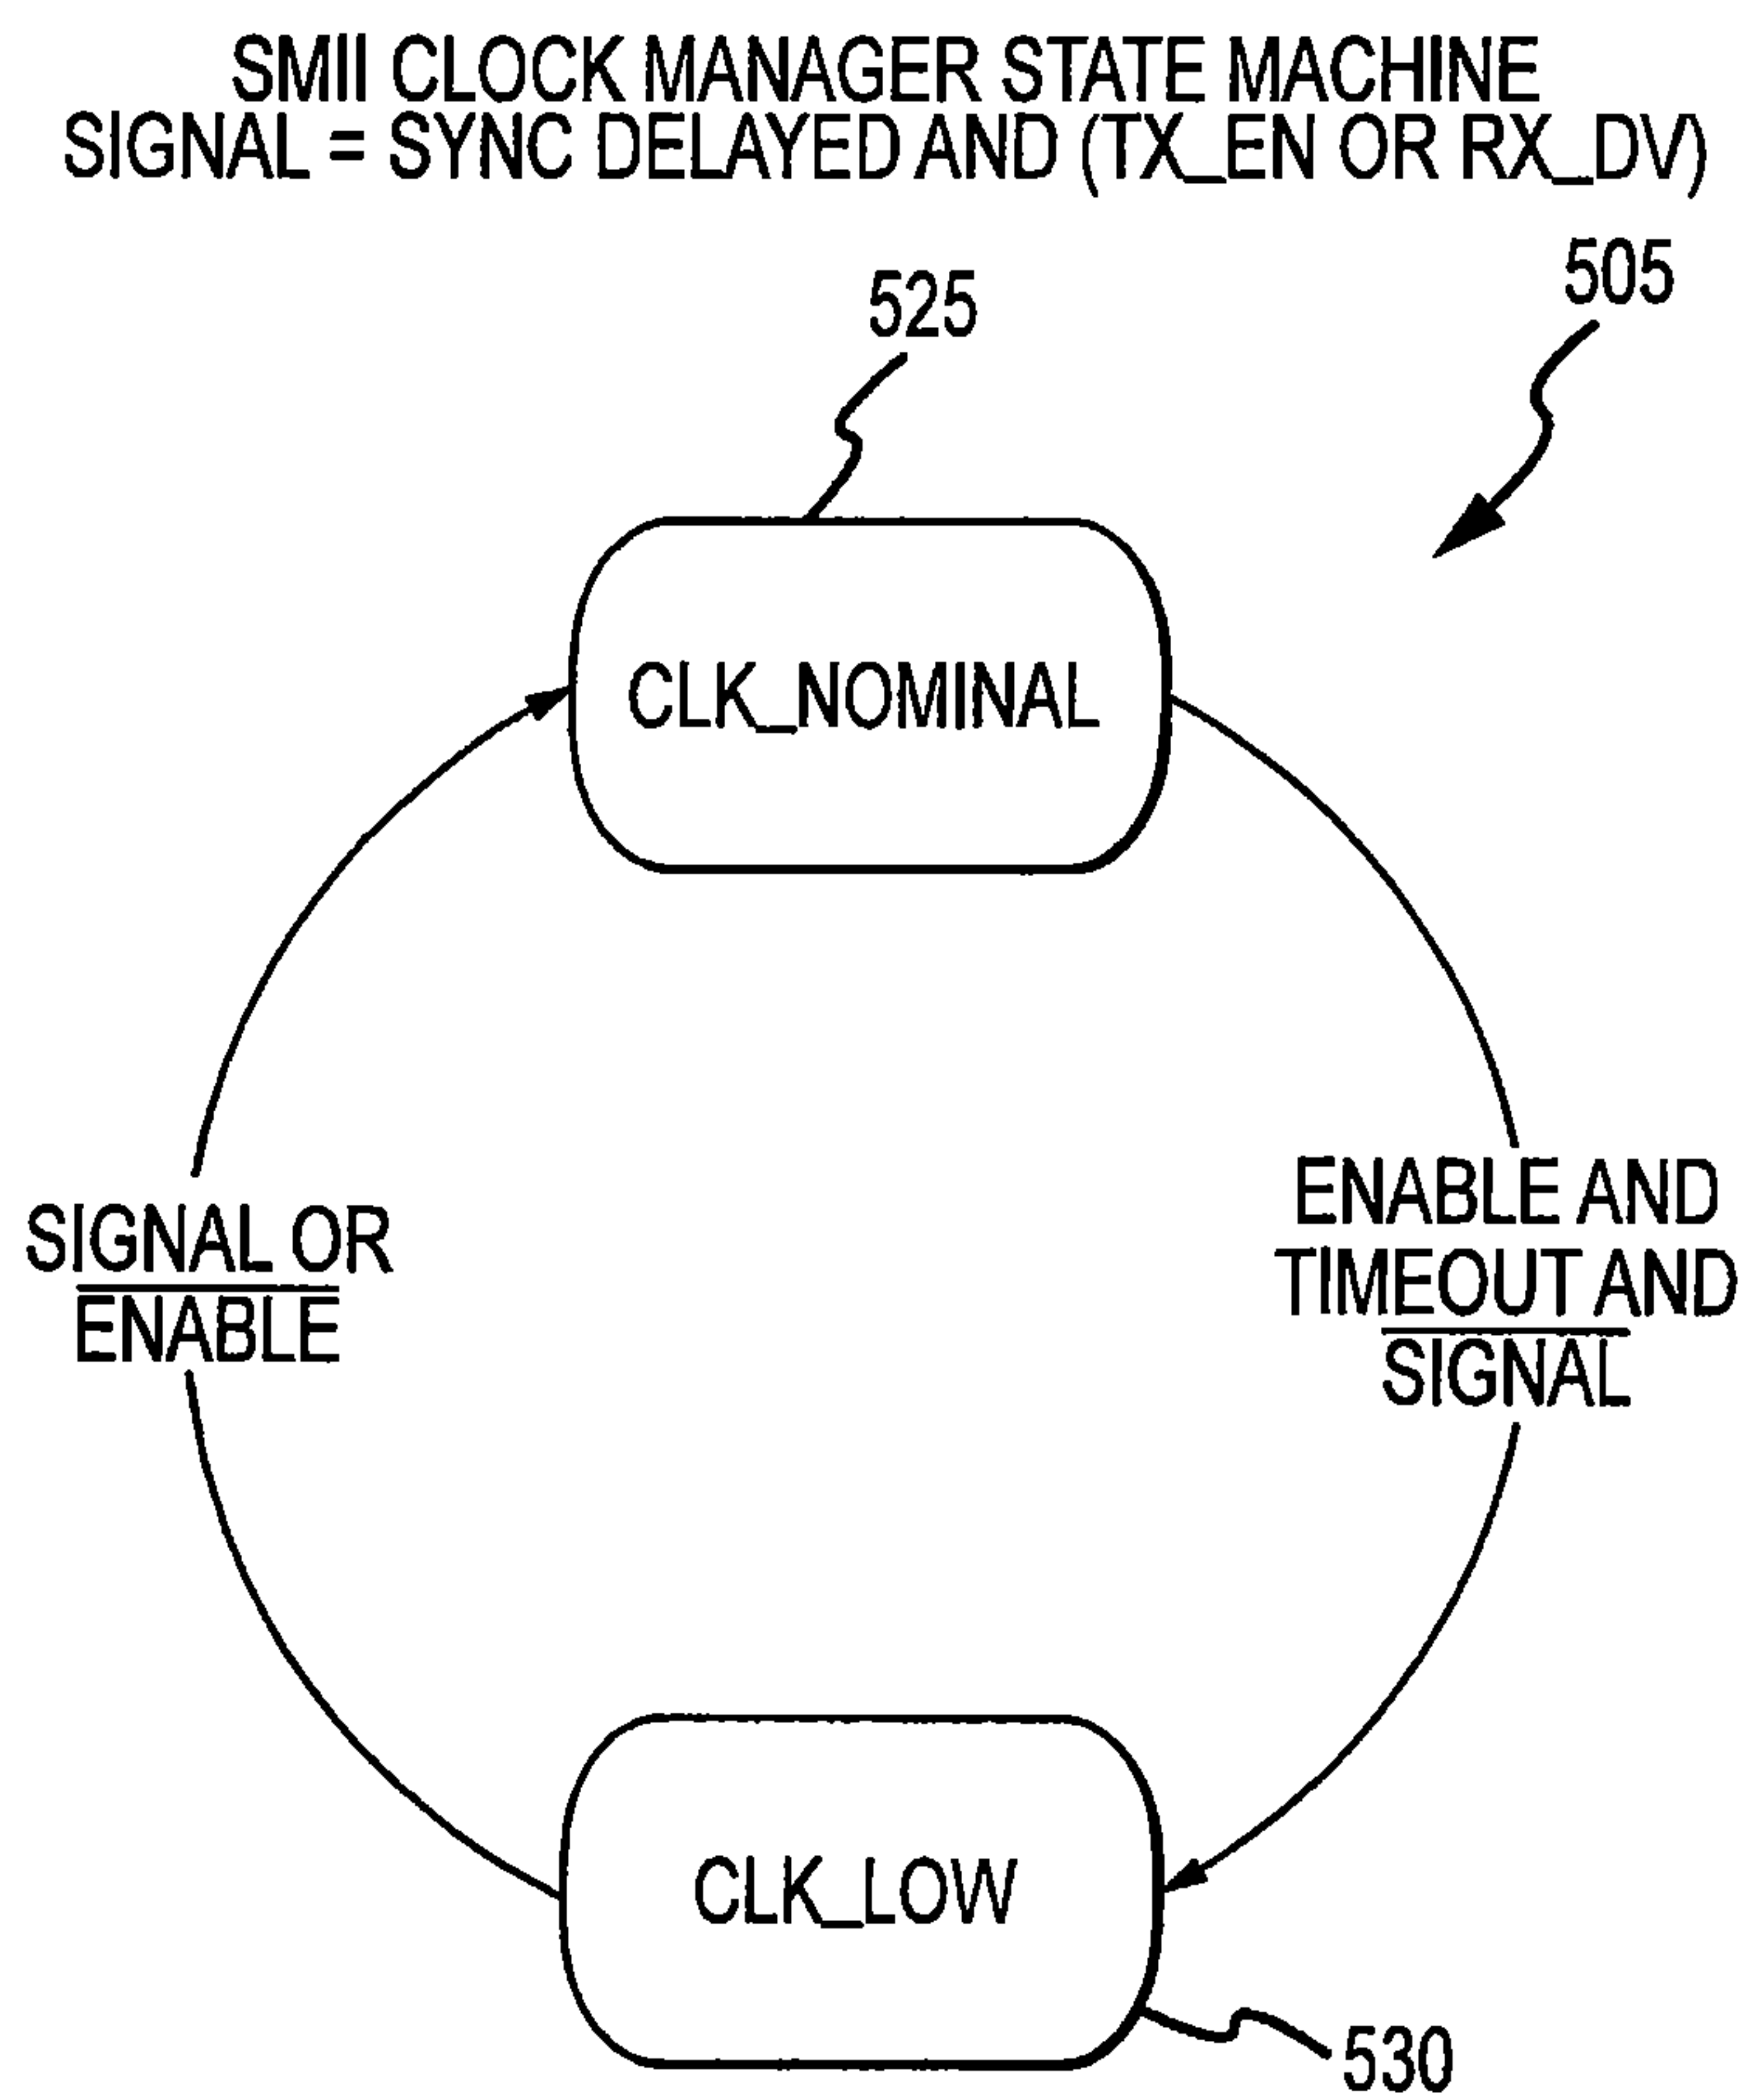 SMII CLOCK MANAGER STATE MACHINE
SIGNAL = SYNC DELAYED AND (TX_EN OR RX_DV)
505
525
CLK_NOMINAL
SIGNAL OR
ENABLE
ENABLE AND
TIMEOUT AND
SIGNAL
CLK_LOW
530